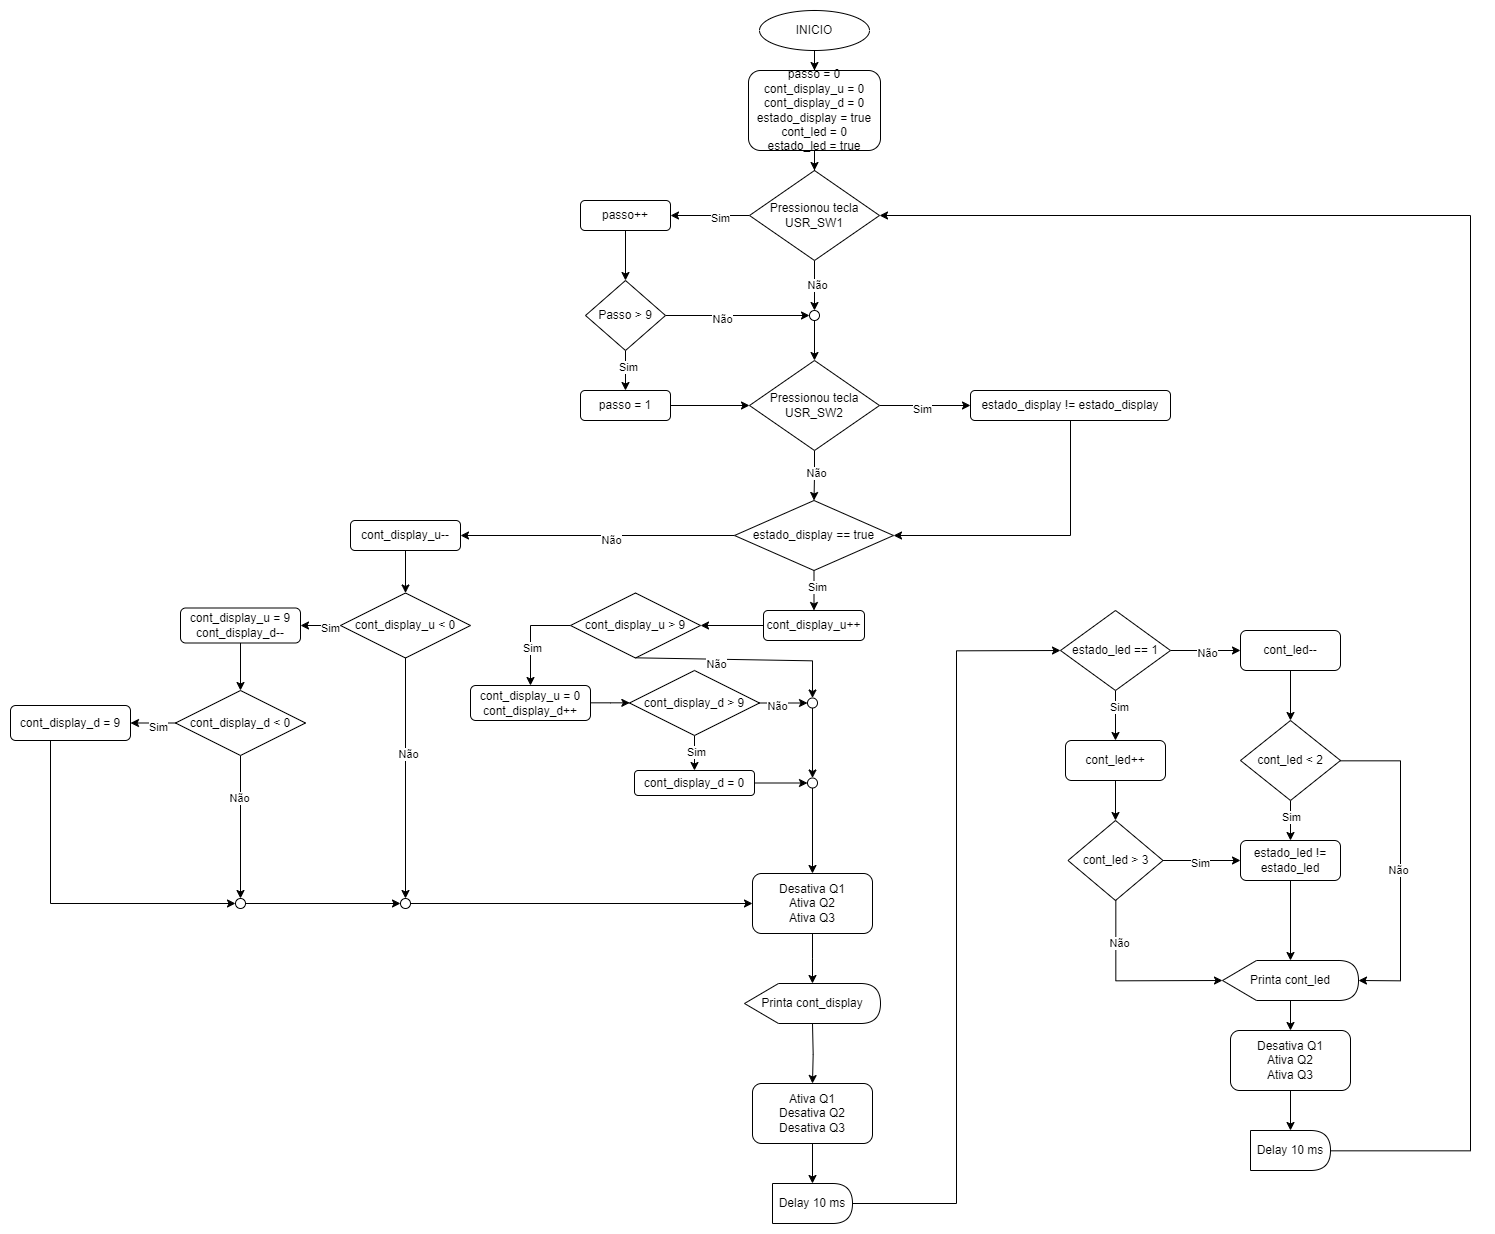 INICIO
passo = 0
cont_display_u = 0
cont_display_d = 0
estado_display = true
cont_led = 0
estado_led = true
Pressionou tecla
USR_SW1
Sim
passo++
Não
Passo > 9
Não
Sim
passo = 1
Pressionou tecla
USR_SW2
Sim
estado_display != estado_display
Não
estado_display == true
Não
cont_display_u--
Sim
cont_display_u++
cont_display_u > 9
cont_display_u < 0
Sim
cont_display_u = 9
cont_display_d--
Sim
Não
cont_display_u = 0
cont_display_d++
cont_display_d > 9
Não
Sim
cont_display_d = 0
cont_display_d < 0
Sim
cont_display_d = 9
Não
Não
Desativa Q1
Ativa Q2
Ativa Q3
Printa cont_display
Ativa Q1
Desativa Q2
Desativa Q3
Delay 10 ms
estado_led == 1
Não
cont_led--
Sim
cont_led++
cont_led < 2
Sim
cont_led > 3
Sim
estado_led !=
estado_led
Não
Não
Printa cont_led
Desativa Q1
Ativa Q2
Ativa Q3
Delay 10 ms